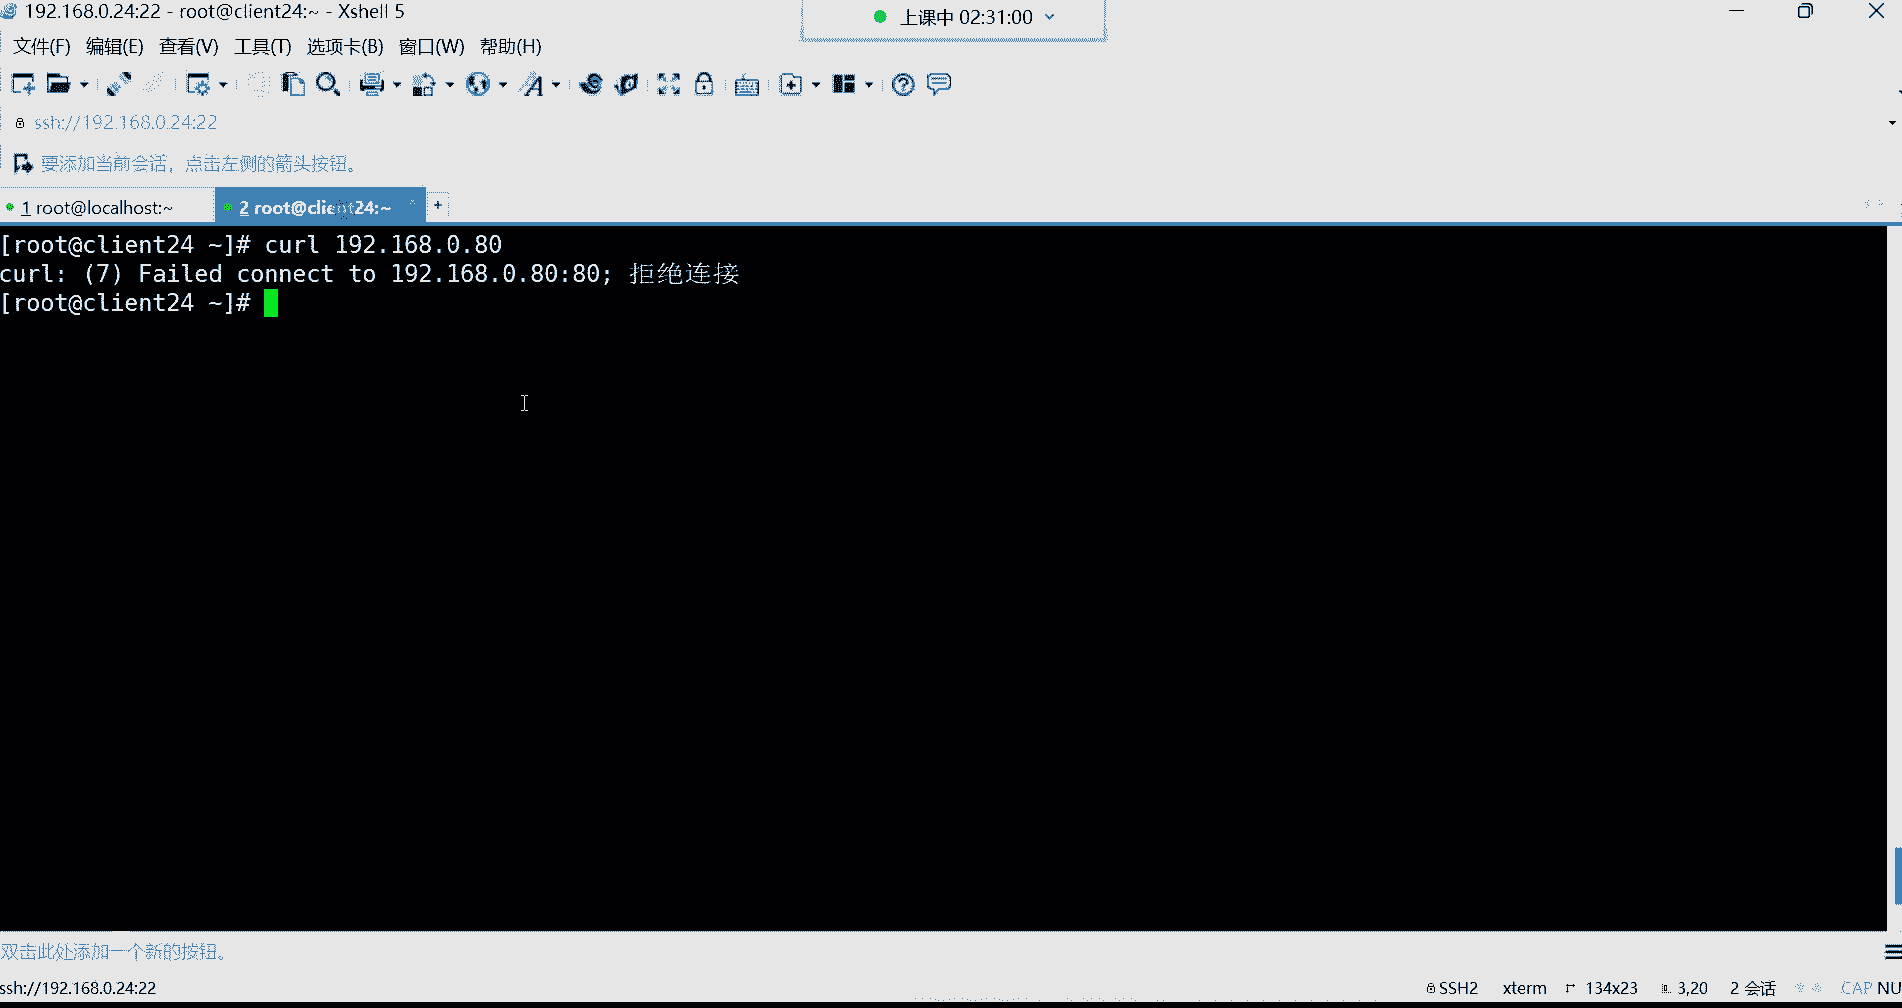 192.168.0.24:22 - root@client24:~ - Xshell 5
上课中 02:31:00
文件(F) 编辑(E) 查看(V) 工具(T) 选项卡(B) 窗口(W) 帮助(H)
ssh://192.168.0.24:22
要添加当前会话，点击左侧的箭头按钮。
1 root@localhost:~
2 root@client24:~
[root@client24 ~]# curl 192.168.0.80
curl: (7) Failed connect to 192.168.0.80:80; 拒绝连接
[root@client24 ~]#
双击此处添加一个新的按钮。
ssh://192.168.0.24:22 SSH2 xterm 134x23 3,20 2 会话 CAP NU